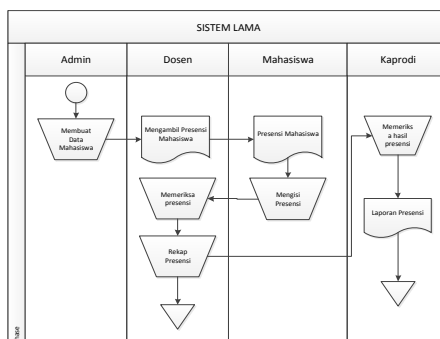 SISTEM LAMA
Admin
Dosen
Mahasiswa
Kaprodi
Membuat
Data
Mahasiswa
Mengambil Presensi
Mahasiswa
Presensi Mahasiswa
Memeriks
a hasil
presensi
Memeriksa
presensi
Mengisi
Presensi
Rekap
Presensi
Laporan Presensi